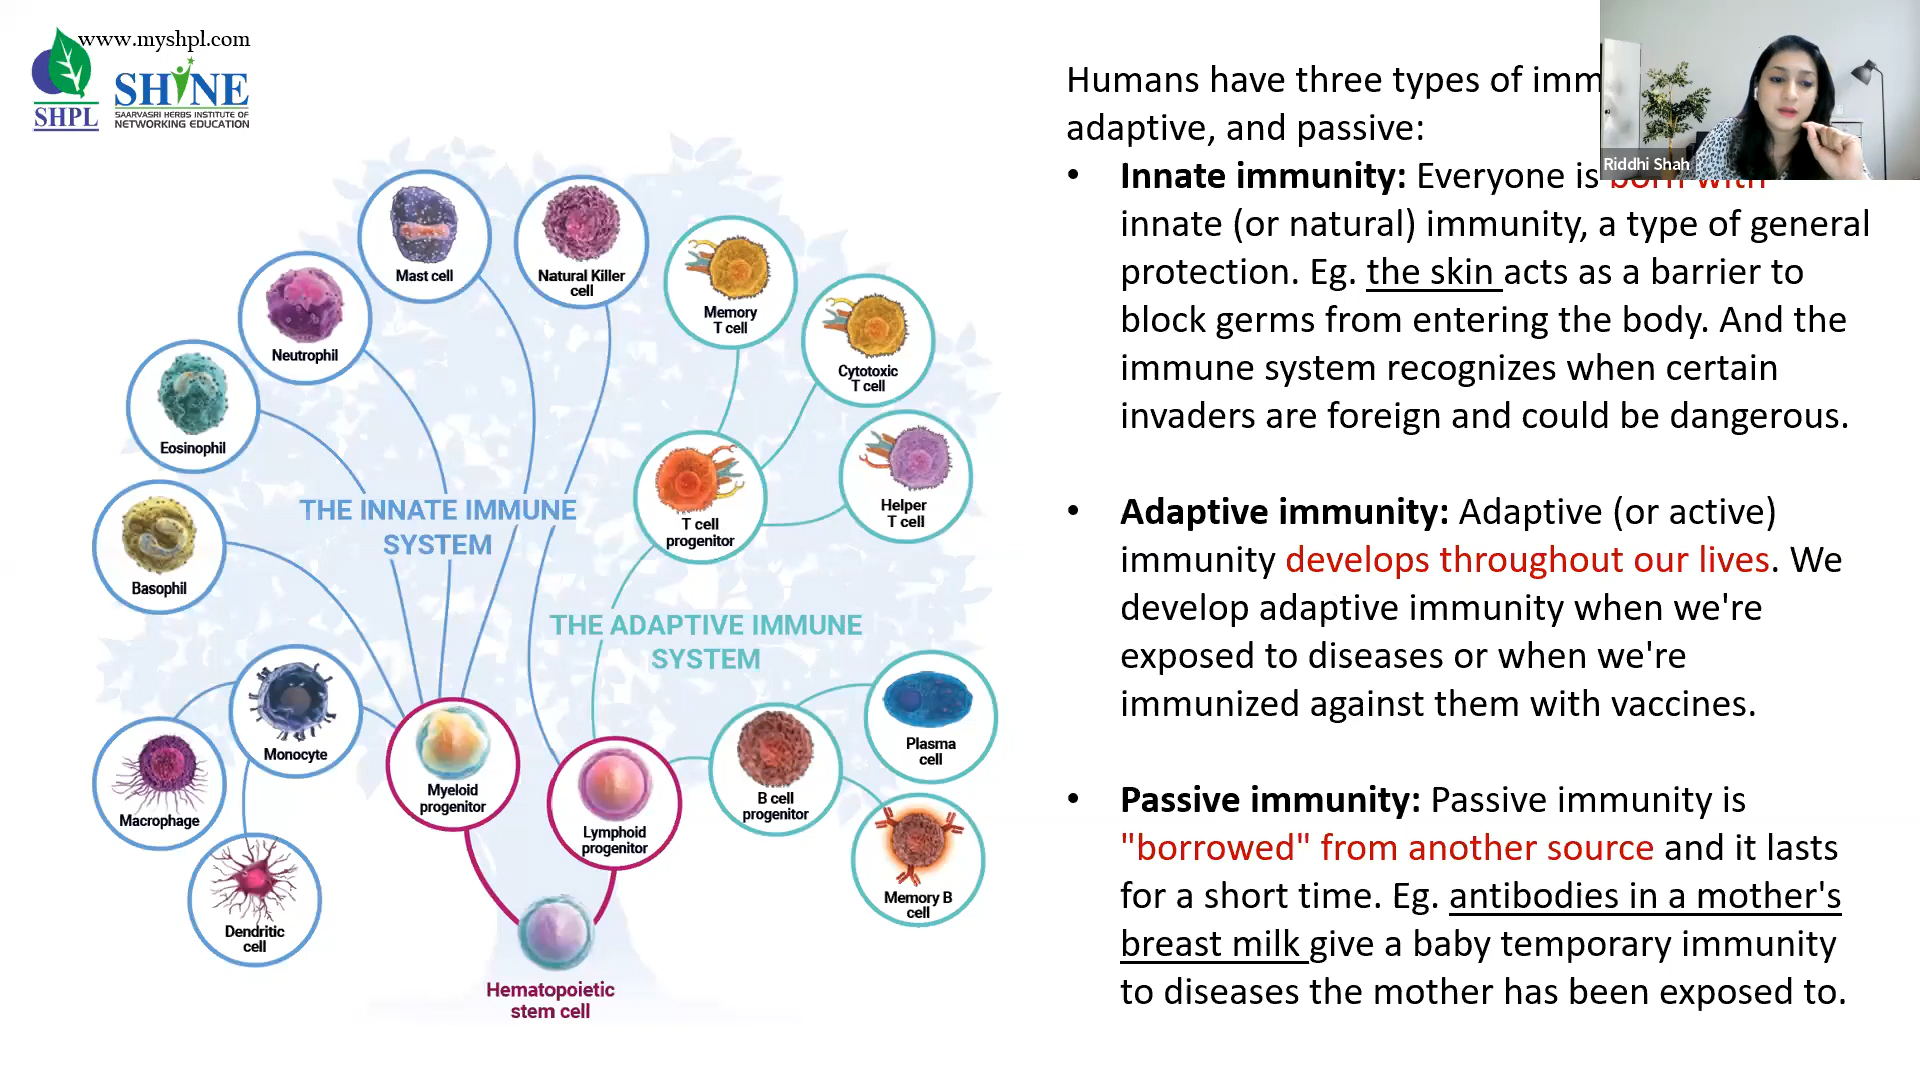 www.myshpl.com
SHPL
SHINE
SAARVASRI HERBS INSTITUTE OF
NETWORKING EDUCATION
Mast cell
Natural Killer
cell
Memory
T cell
Neutrophil
Cytotoxic
T cell
Eosinophil
Helper
T cell
T cell
progenitor
THE INNATE IMMUNE
SYSTEM
Basophil
THE ADAPTIVE IMMUNE
SYSTEM
Monocyte
Plasma
cell
Myeloid
progenitor
B cell
progenitor
Macrophage
Lymphoid
progenitor
Memory B
cell
Dendritic
cell
Hematopoietic
stem cell
Humans have three types of
adaptive, and passive:
• Innate immunity: Everyone is born with
innate (or natural) immunity, a type of general
protection. Eg. the skin acts as a barrier to
block germs from entering the body. And the
immune system recognizes when certain
invaders are foreign and could be dangerous.
• Adaptive immunity: Adaptive (or active)
immunity develops throughout our lives. We
develop adaptive immunity when we're
exposed to diseases or when we're
immunized against them with vaccines.
• Passive immunity: Passive immunity is
"borrowed" from another source and it lasts
for a short time. Eg. antibodies in a mother's
breast milk give a baby temporary immunity
to diseases the mother has been exposed to.
Riddhi Shah